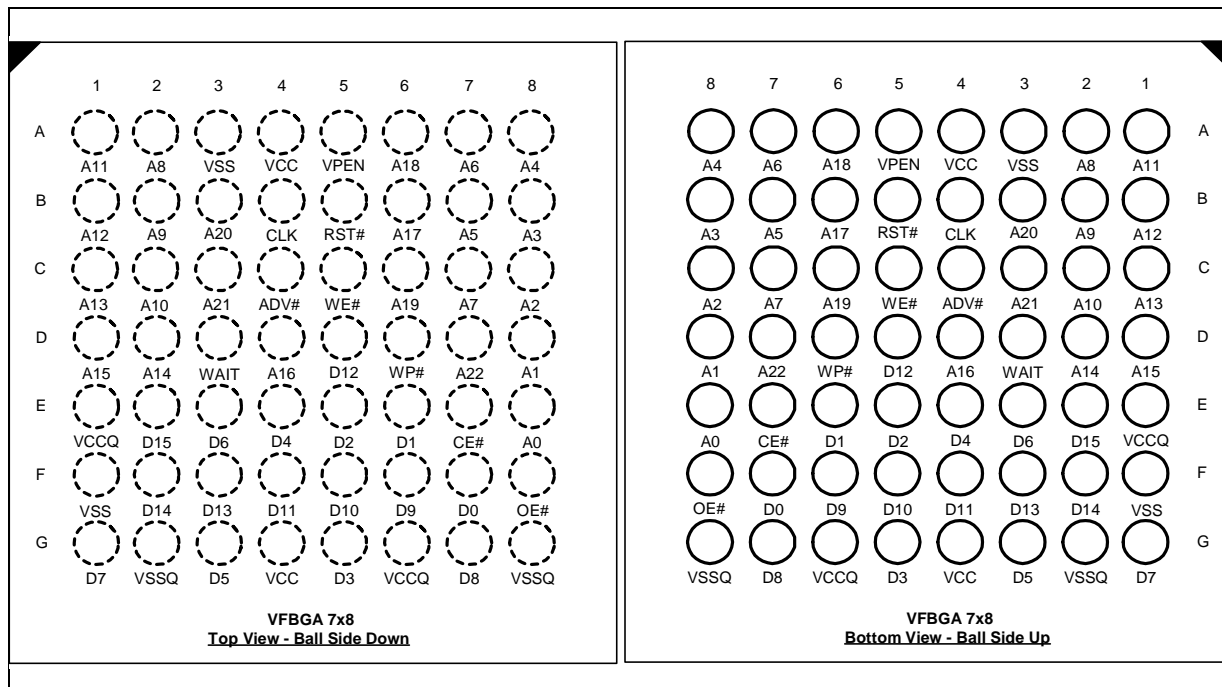 1 2 3 4 5 6 7 8
A
A11 A8 VSS VCC VPEN A18 A6 A4
B
A12 A9 A20 CLK RST# A17 A5 A3
C
A13 A10 A21 ADV# WE# A19 A7 A2
D
A15 A14 WAIT A16 D12 WP# A22 A1
E
VCCQ D15 D6 D4 D2 D1 CE# A0
F
VSS D14 D13 D11 D10 D9 D0 OE#
G
D7 VSSQ D5 VCC D3 VCCQ D8 VSSQ
VFBGA 7x8
Top View - Ball Side Down
8 7 6 5 4 3 2 1
A
A4 A6 A18 VPEN VCC VSS A8 A11
B
A3 A5 A17 RST# CLK A20 A9 A12
C
A2 A7 A19 WE# ADV# A21 A10 A13
D
A1 A22 WP# D12 A16 WAIT A14 A15
E
A0 CE# D1 D2 D4 D6 D15 VCCQ
F
OE# D0 D9 D10 D11 D13 D14 VSS
G
VSSQ D8 VCCQ D3 VCC D5 VSSQ D7
VFBGA 7x8
Bottom View - Ball Side Up